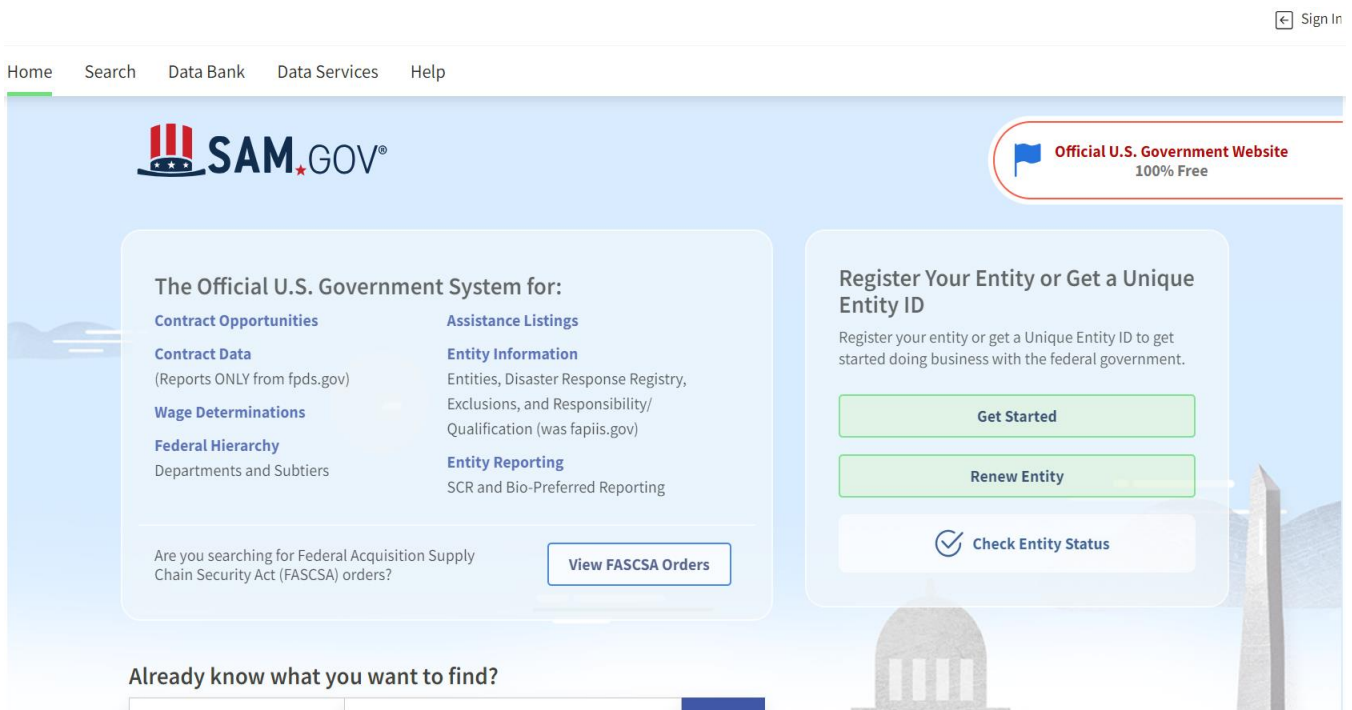 Sign In
Home Search Data Bank Data Services Help
SAM.GOV®
Official U.S. Government Website
100% Free
The Official U.S. Government System for:
Contract Opportunities
Contract Data
(Reports ONLY from fpds.gov)
Wage Determinations
Federal Hierarchy
Departments and Subtiers
Assistance Listings
Entity Information
Entities, Disaster Response Registry,
Exclusions, and Responsibility/
Qualification (was fapiis.gov)
Entity Reporting
SCR and Bio-Preferred Reporting
Are you searching for Federal Acquisition Supply
Chain Security Act (FASCSA) orders?
View FASCSA Orders
Register Your Entity or Get a Unique
Entity ID
Register your entity or get a Unique Entity ID to get
started doing business with the federal government.
Get Started
Renew Entity
Check Entity Status
Already know what you want to find?